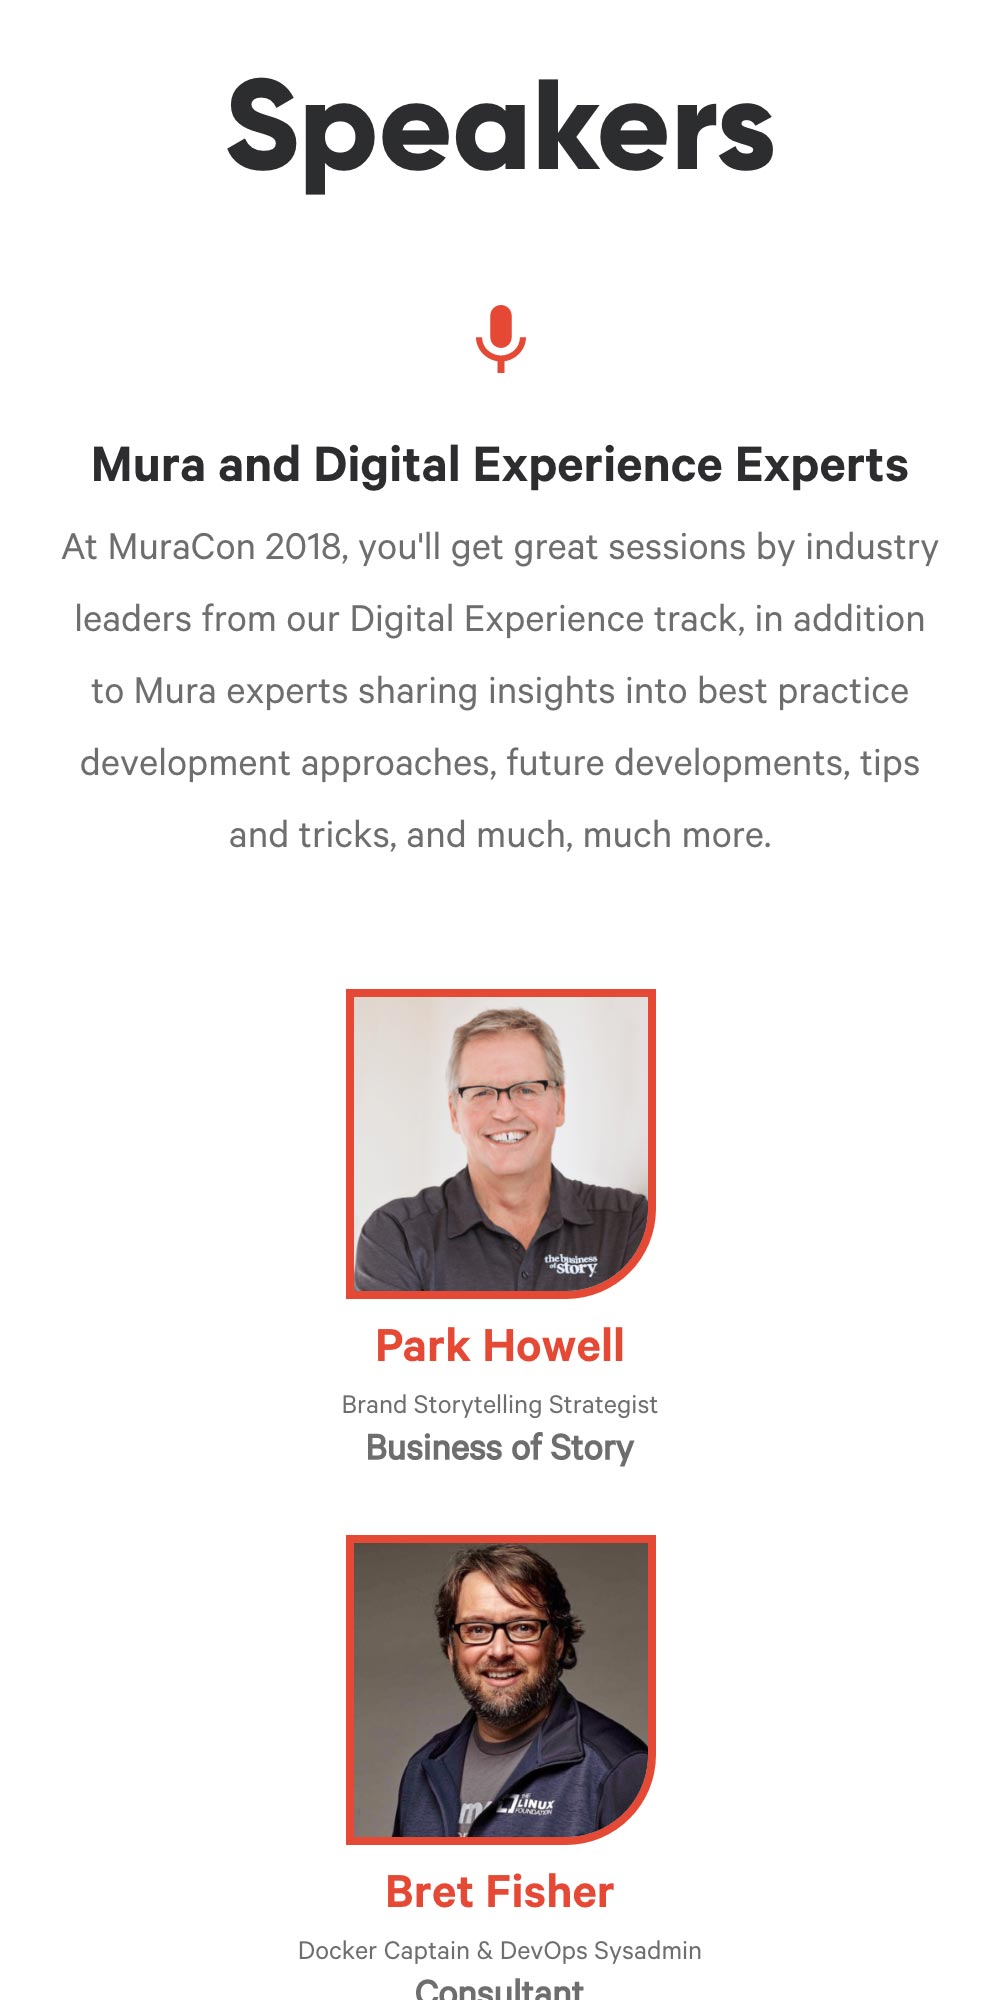 Speakers
Mura and Digital Experience Experts
At MuraCon 2018, you'll get great sessions by industry
leaders from our Digital Experience track, in addition
to Mura experts sharing insights into best practice
development approaches, future developments, tips
and tricks, and much, much more.
the business
of story
Park Howell
Brand Storytelling Strategist
Business of Story
THE
LINUX
FOUNDATION
Bret Fisher
Docker Captain & DevOps Sysadmin
Consultant